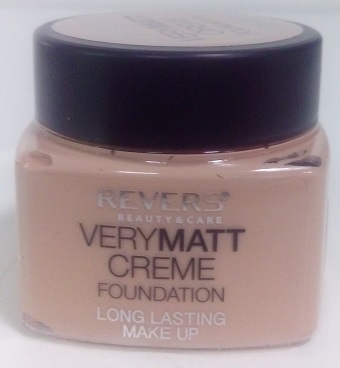 REVERS®
BEAUTY & CARE
VERYMATT
CREME
FOUNDATION
LONG LASTING
MAKE UP